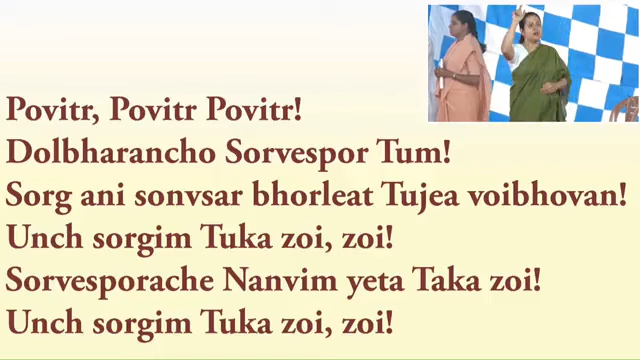 Povitr, Povitr Povitr!
Dolbharancho Sorvespor Tum!
Sorg ani sonvsar bhorleat Tujea voibhovan!
Unch sorgim Tuka zoi, zoi!
Sorvesporache Nanvim yeta Taka zoi!
Unch sorgim Tuka zoi, zoi!